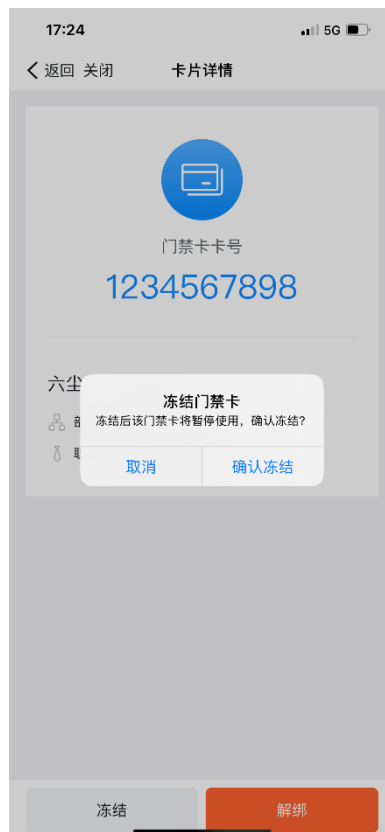 17:24
5G
返回 关闭 卡片详情
门禁卡卡号
1234567898
六尘
冻结门禁卡
冻结后该门禁卡将暂停使用，确认冻结？
取消 确认冻结
冻结 解绑